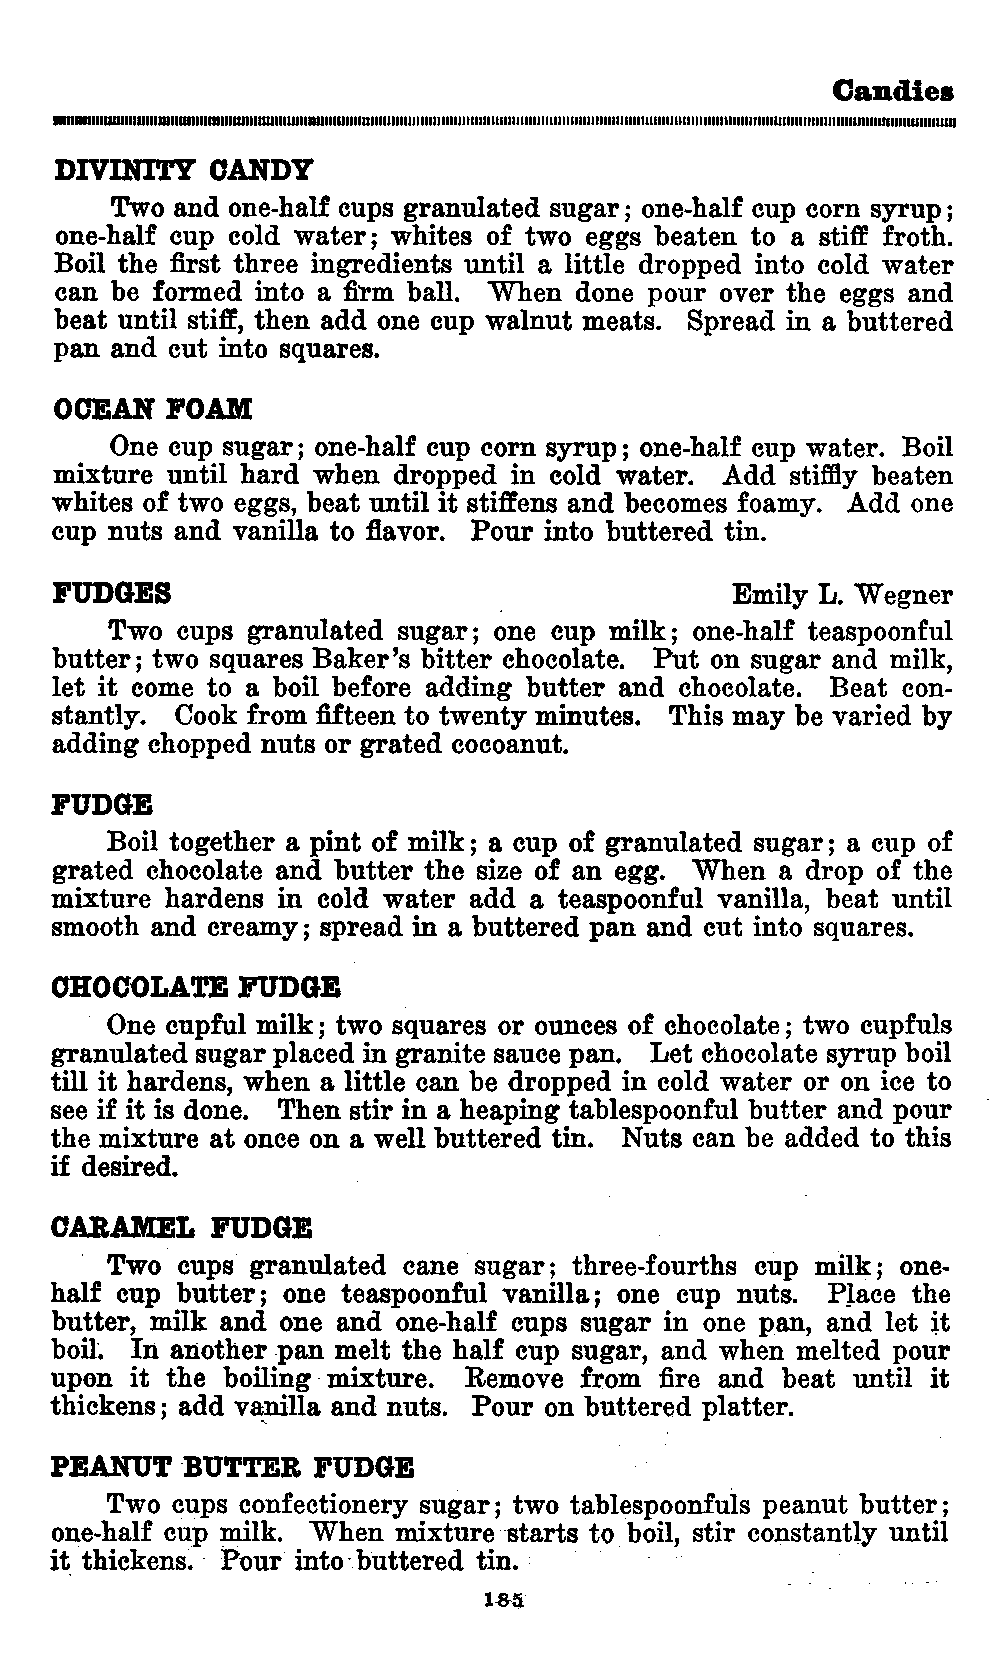 Candies
DIVINITY CANDY
Two and one-half cups granulated sugar; one-half cup corn syrup;
one-half cup cold water; whites of two eggs beaten to a stiff froth.
Boil the first three ingredients until a little dropped into cold water
can be formed into a firm ball. When done pour over the eggs and
beat until stiff, then add one cup walnut meats. Spread in a buttered
pan and cut into squares.
OCEAN FOAM
One cup sugar; one-half cup corn syrup; one-half cup water. Boil
mixture until hard when dropped in cold water. Add stiffly beaten
whites of two eggs, beat until it stiffens and becomes foamy. Add one
cup nuts and vanilla to flavor. Pour into buttered tin.
FUDGES Emily L. Wegner
Two cups granulated sugar; one cup milk; one-half teaspoonful
butter; two squares Baker's bitter chocolate. Put on sugar and milk,
let it come to a boil before adding butter and chocolate. Beat con-
stantly. Cook from fifteen to twenty minutes. This may be varied by
adding chopped nuts or grated cocoanut.
FUDGE
Boil together a pint of milk; a cup of granulated sugar; a cup of
grated chocolate and butter the size of an egg. When a drop of the
mixture hardens in cold water add a teaspoonful vanilla, beat until
smooth and creamy; spread in a buttered pan and cut into squares.
CHOCOLATE FUDGE
One cupful milk; two squares or ounces of chocolate; two cupfuls
granulated sugar placed in granite sauce pan. Let chocolate syrup boil
till it hardens, when a little can be dropped in cold water or on ice to
see if it is done. Then stir in a heaping tablespoonful butter and pour
the mixture at once on a well buttered tin. Nuts can be added to this
if desired.
CARAMEL FUDGE
Two cups granulated cane sugar; three-fourths cup milk; one-
half cup butter; one teaspoonful vanilla; one cup nuts. Place the
butter, milk and one and one-half cups sugar in one pan, and let it
boil. In another pan melt the half cup sugar, and when melted pour
upon it the boiling mixture. Remove from fire and beat until it
thickens; add vanilla and nuts. Pour on buttered platter.
PEANUT BUTTER FUDGE
Two cups confectionery sugar; two tablespoonfuls peanut butter;
one-half cup milk. When mixture starts to boil, stir constantly until
it thickens. Pour into buttered tin.
185